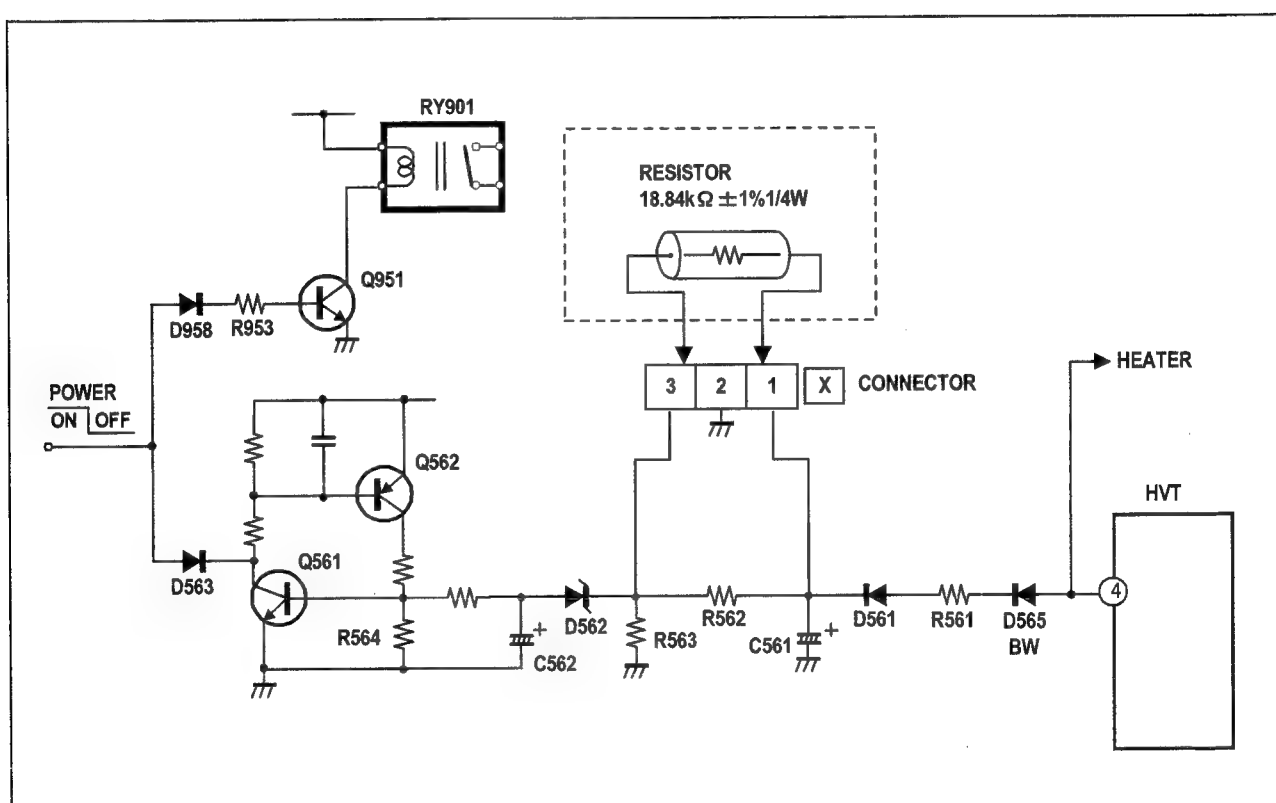 RY901
RESISTOR
18.84kΩ ±1%1/4W
Q951
D958
R953
3
2
1
X
CONNECTOR
HEATER
POWER
ON OFF
Q562
HVT
Q561
D563
4
R564
D562
R562
D561
R561
D565
BW
C562
R563
C561
+
+